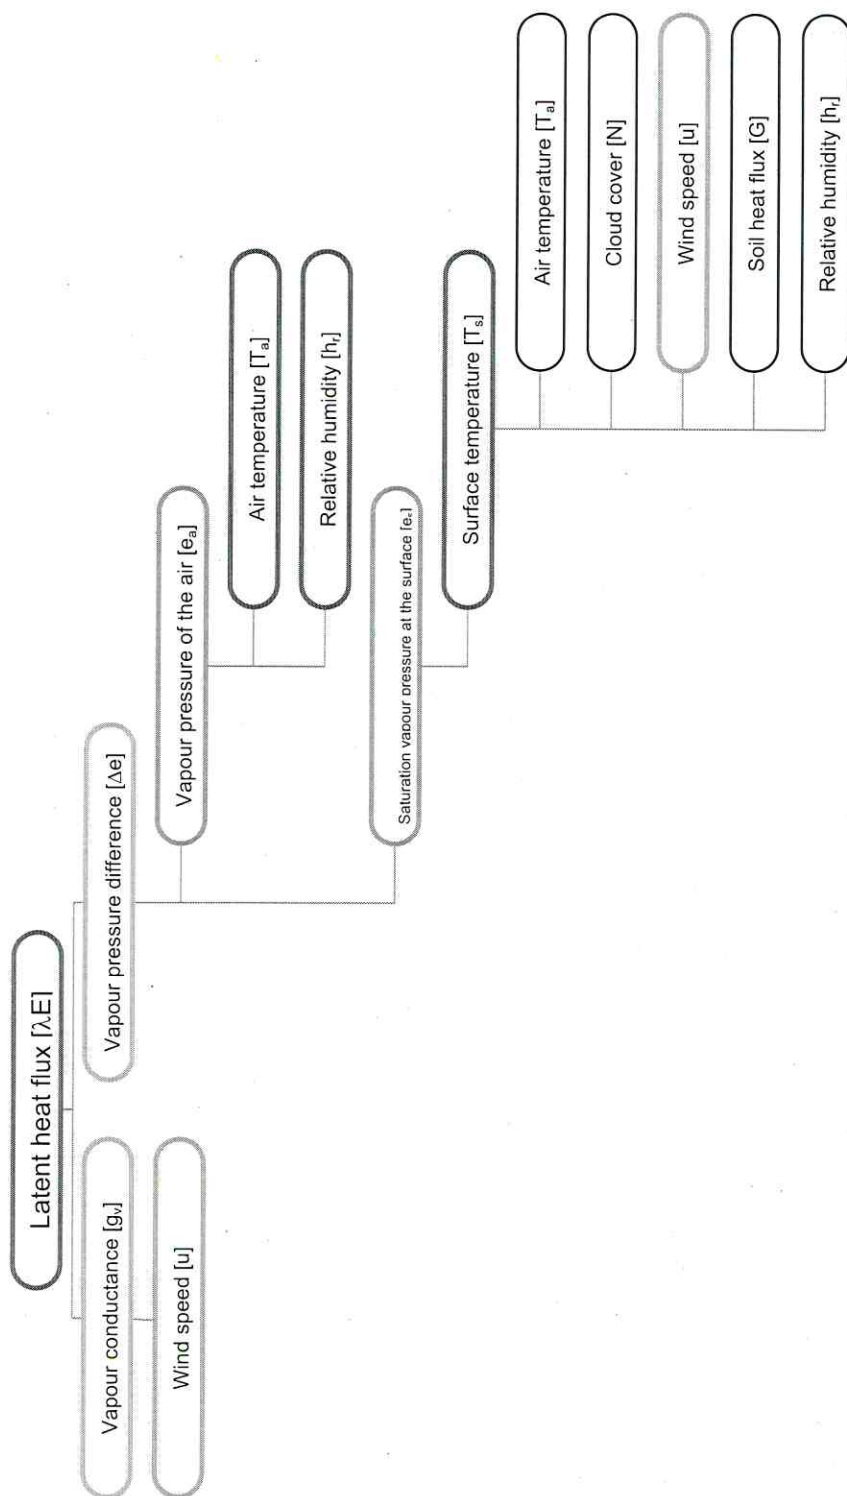 Latent heat flux [λE]
Vapour conductance [gᵥ]
Wind speed [u]
Vapour pressure difference [Δe]
Vapour pressure of the air [eₐ]
Air temperature [Tₐ]
Relative humidity [hᵣ]
Saturation vapour pressure at the surface [eₛ]
Surface temperature [Tₛ]
Air temperature [Tₐ]
Cloud cover [N]
Wind speed [u]
Soil heat flux [G]
Relative humidity [hᵣ]